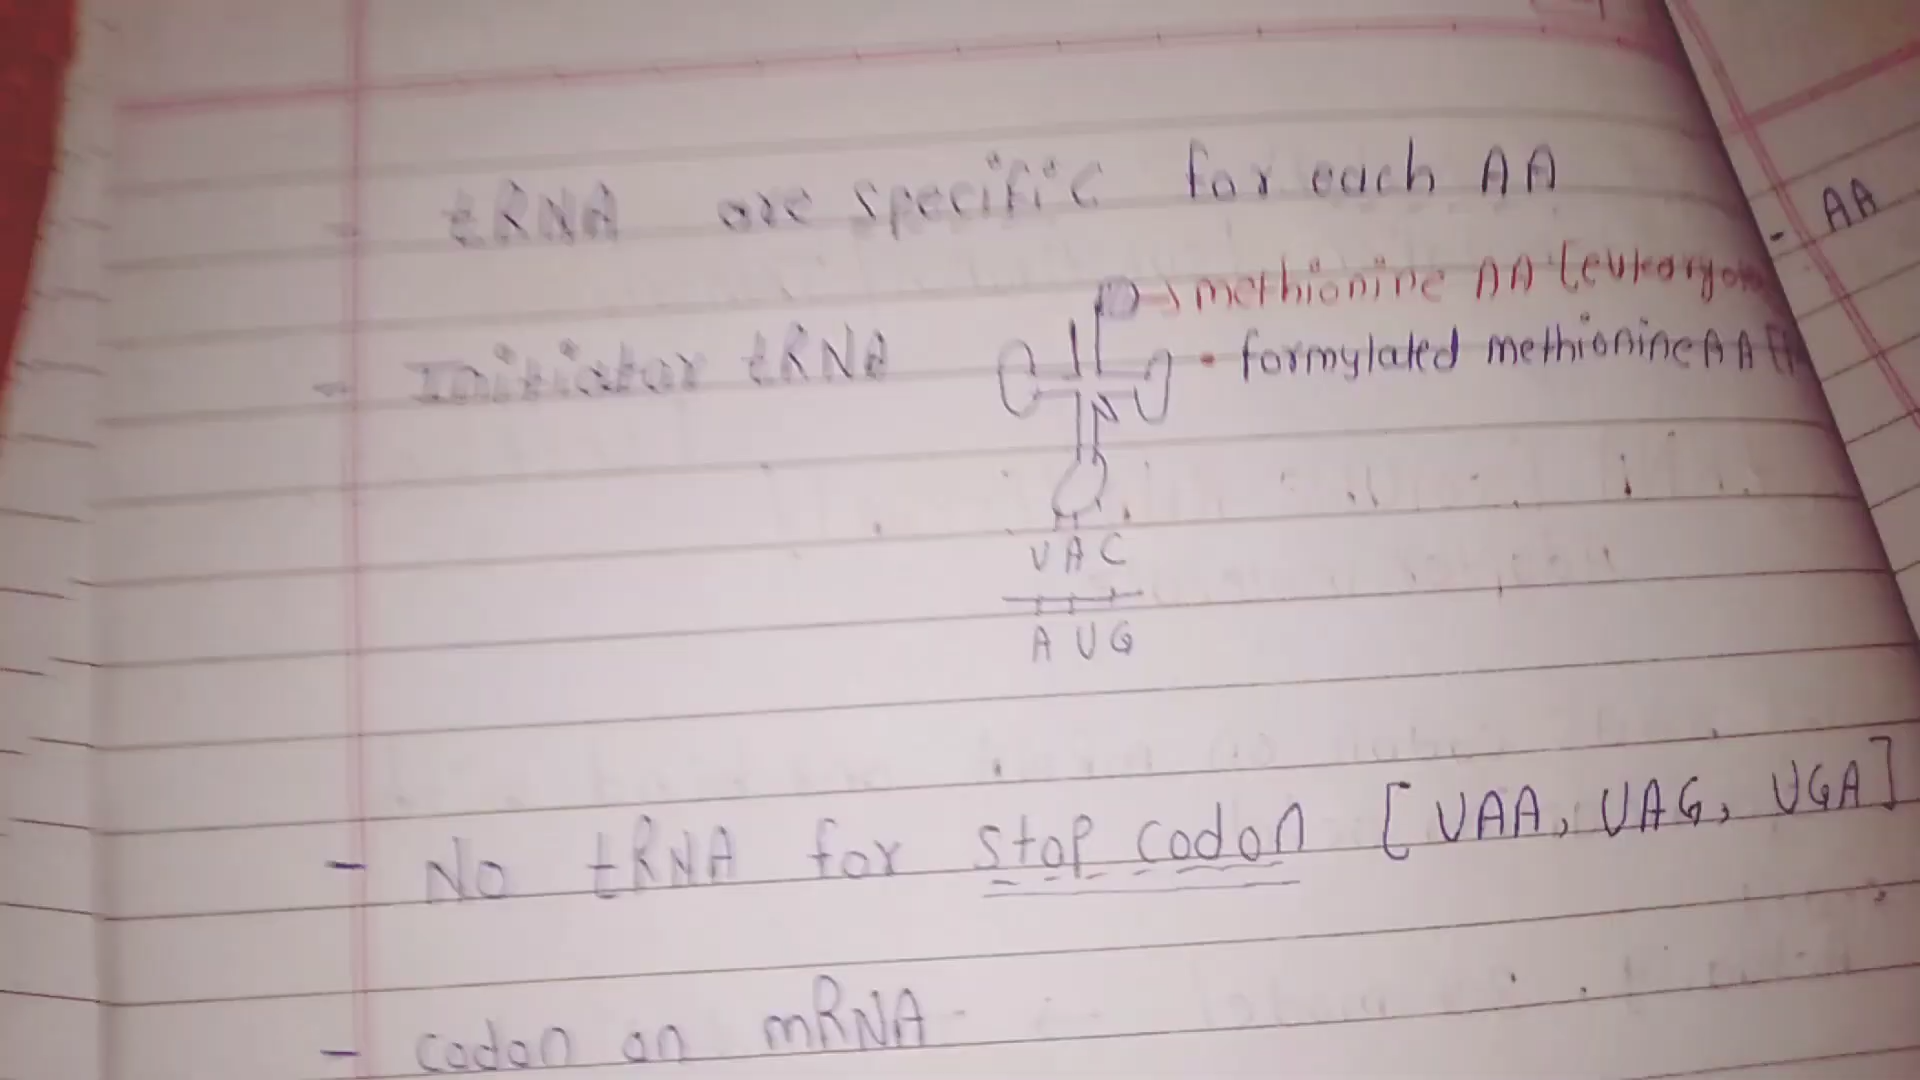 - tRNA are specific for each AA
→ methionine AA (eukaryo
- Initiator tRNA
• formylated methionine AA
UAC
AUG
- No tRNA for stop codon [UAA, UAG, UGA]
- codon on mRNA
- AA